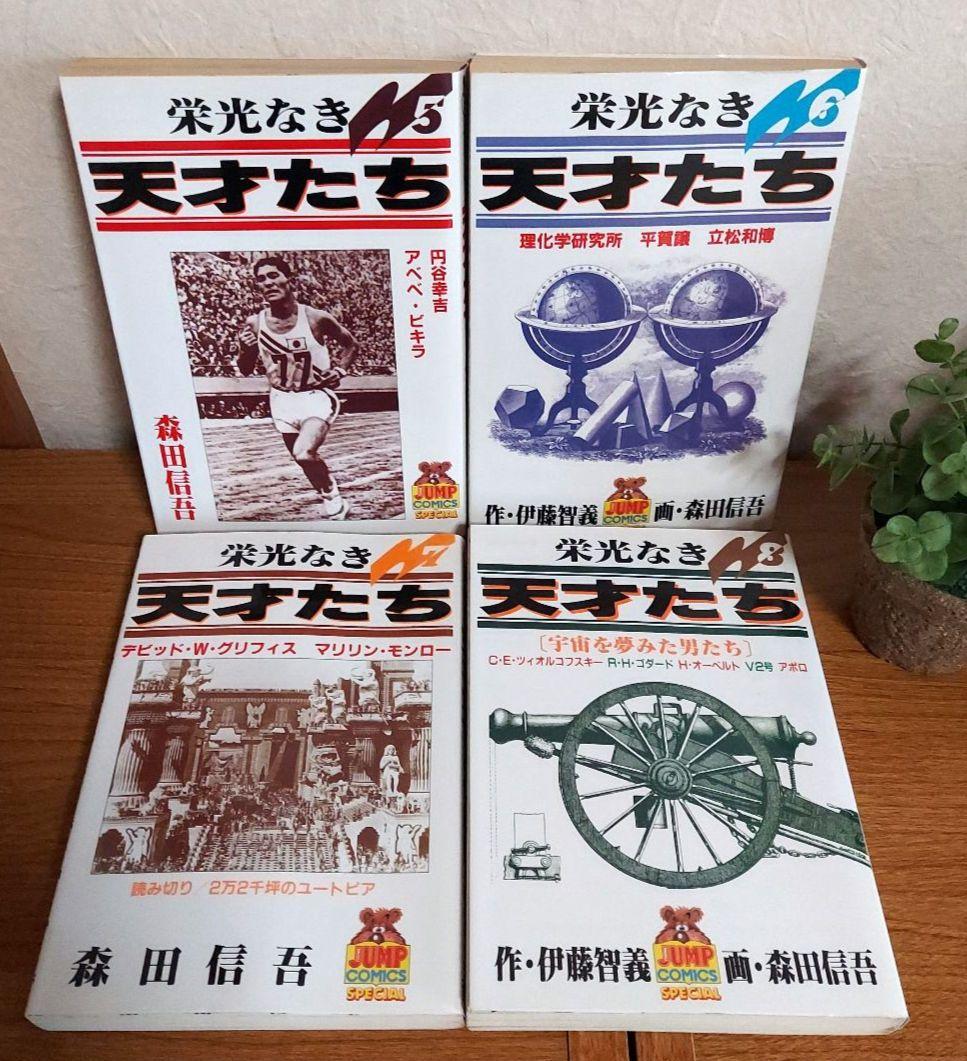 栄光なき
5
天才たち
円谷幸吉
アベベ・ビキラ
77
森田信吾
JUMP
COMICS
SPECIAL
栄光なき
6
天才たち
理化学研究所 平賀譲 立松和博
作・伊藤智義
JUMP
COMICS
画・森田信吾
栄光なき
7
天才たち
デビッド・W・グリフィス マリリン・モンロー
読み切り/2万2千坪のユートピア
森田信吾
JUMP
COMICS
SPECIAL
栄光なき
8
天才たち
〔宇宙を夢みた男たち〕
C・E・ツィオルコフスキー R・H・ゴダード H・オーベルト V2号 アポロ
作・伊藤智義
JUMP
COMICS
SPECIAL
画・森田信吾